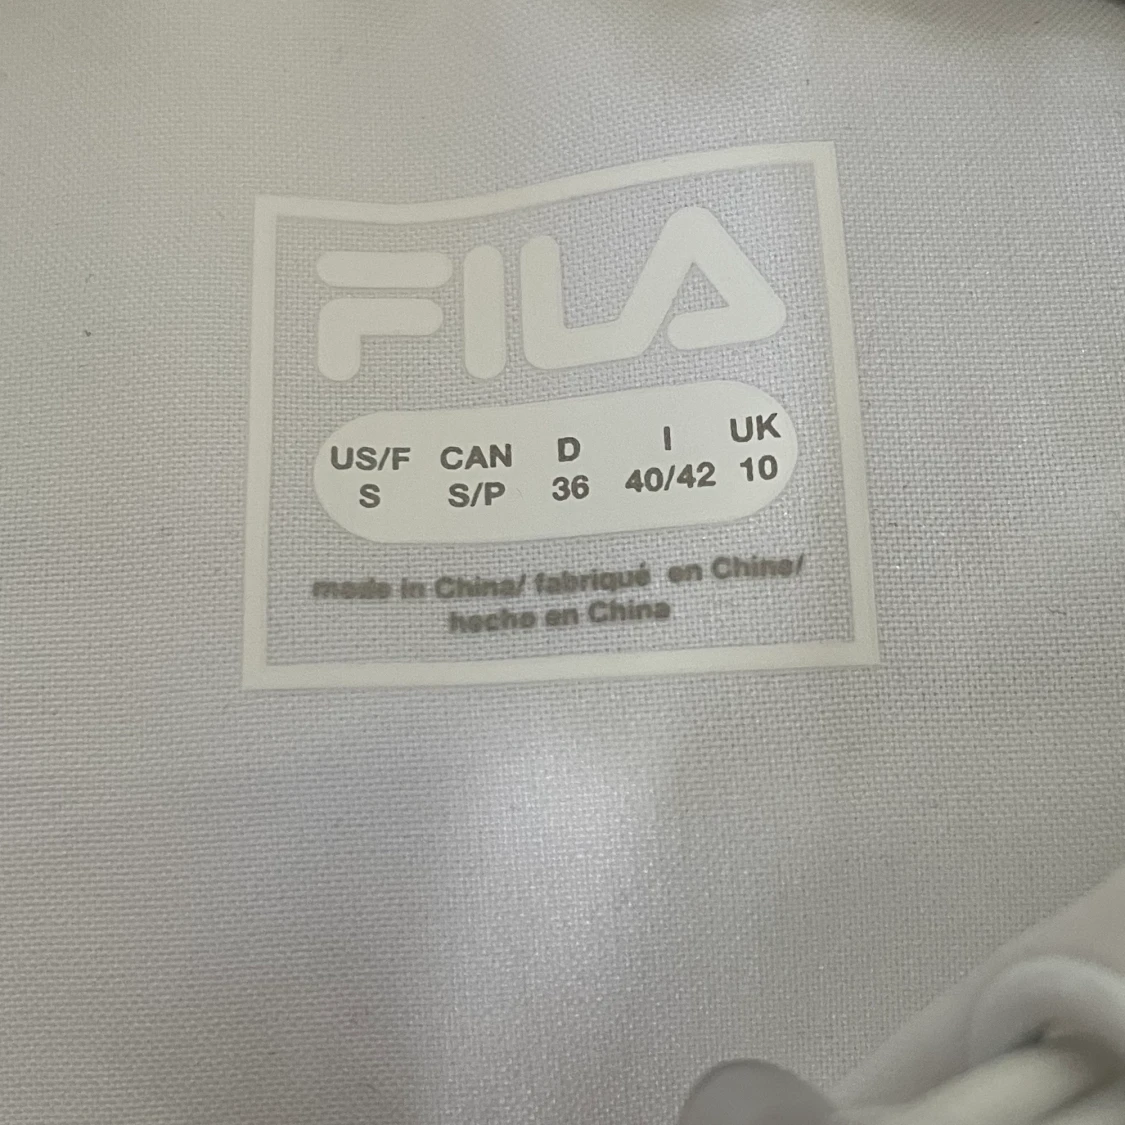 FILA
US/F CAN D I UK
S S/P 36 40/42 10
made in China/ fabriqué en Chine/
hecho en China